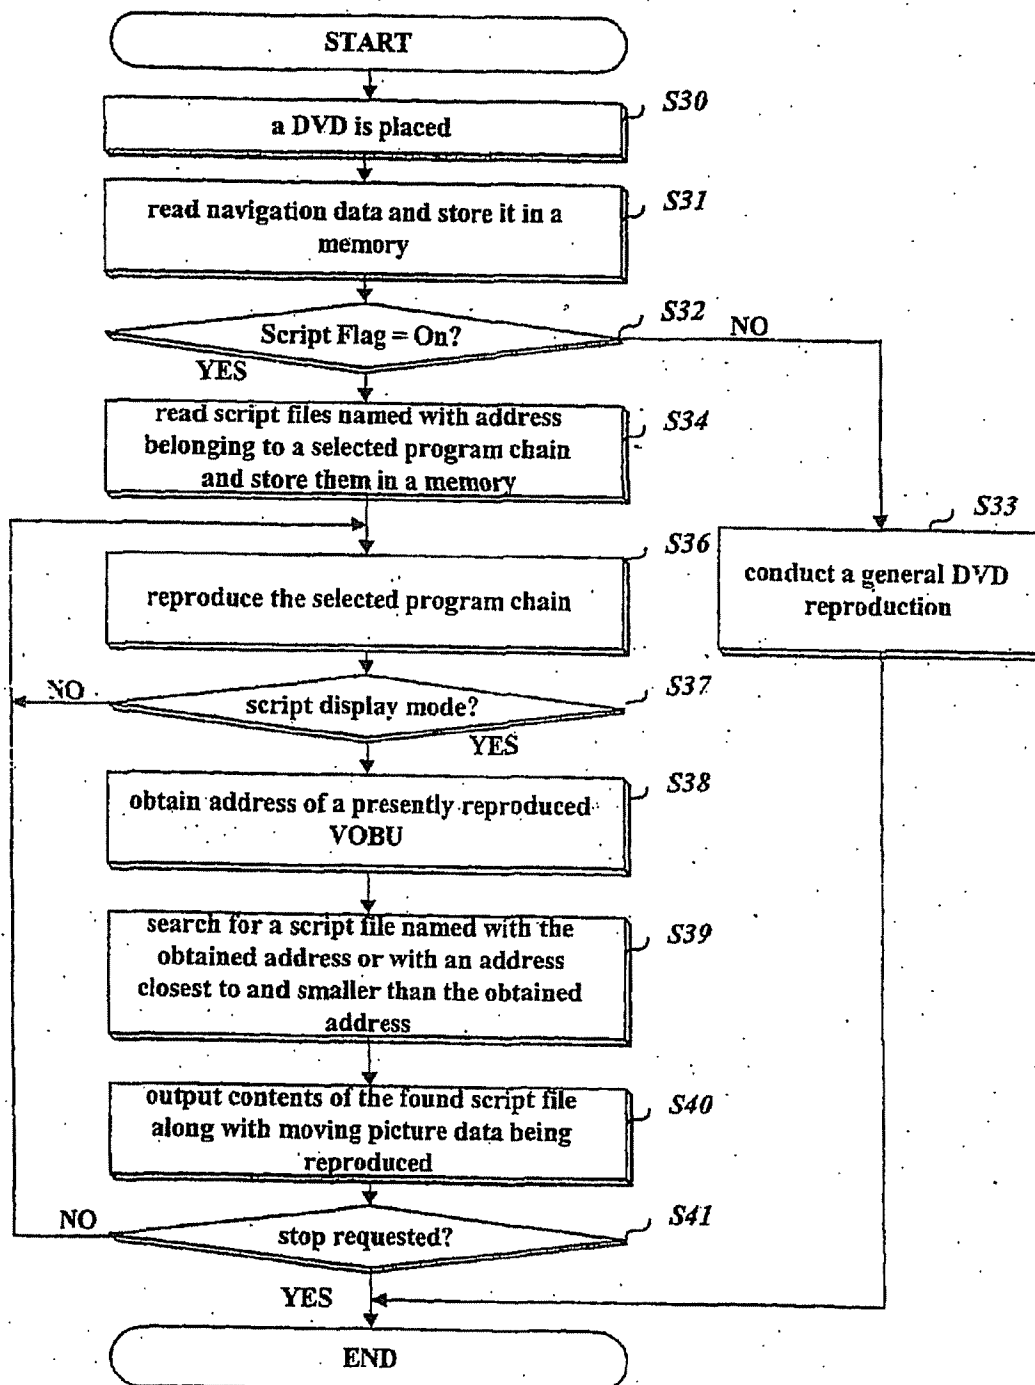 START
S30
a DVD is placed
S31
read navigation data and store it in a
memory
S32
Script Flag = On?
NO
YES
read script files named with address
belonging to a selected program chain
and store them in a memory
S34
S33
conduct a general DVD
reproduction
S36
reproduce the selected program chain
S37
NO
script display mode?
YES
S38
obtain address of a presently reproduced
VOBU
search for a script file named with the
obtained address or with an address
closest to and smaller than the obtained
address
S39
output contents of the found script file
along with moving picture data being
reproduced
S40
S41
NO
stop requested?
YES
END